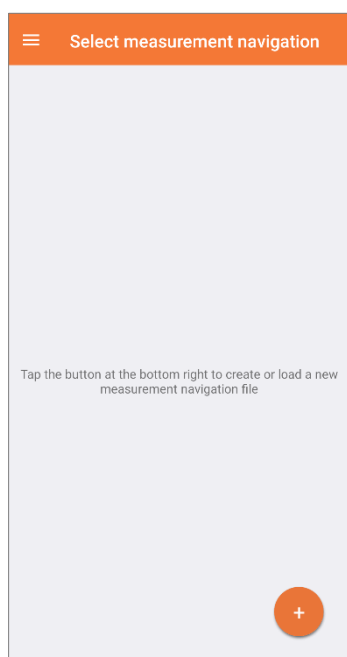 Select measurement navigation
Tap the button at the bottom right to create or load a new
measurement navigation file
+